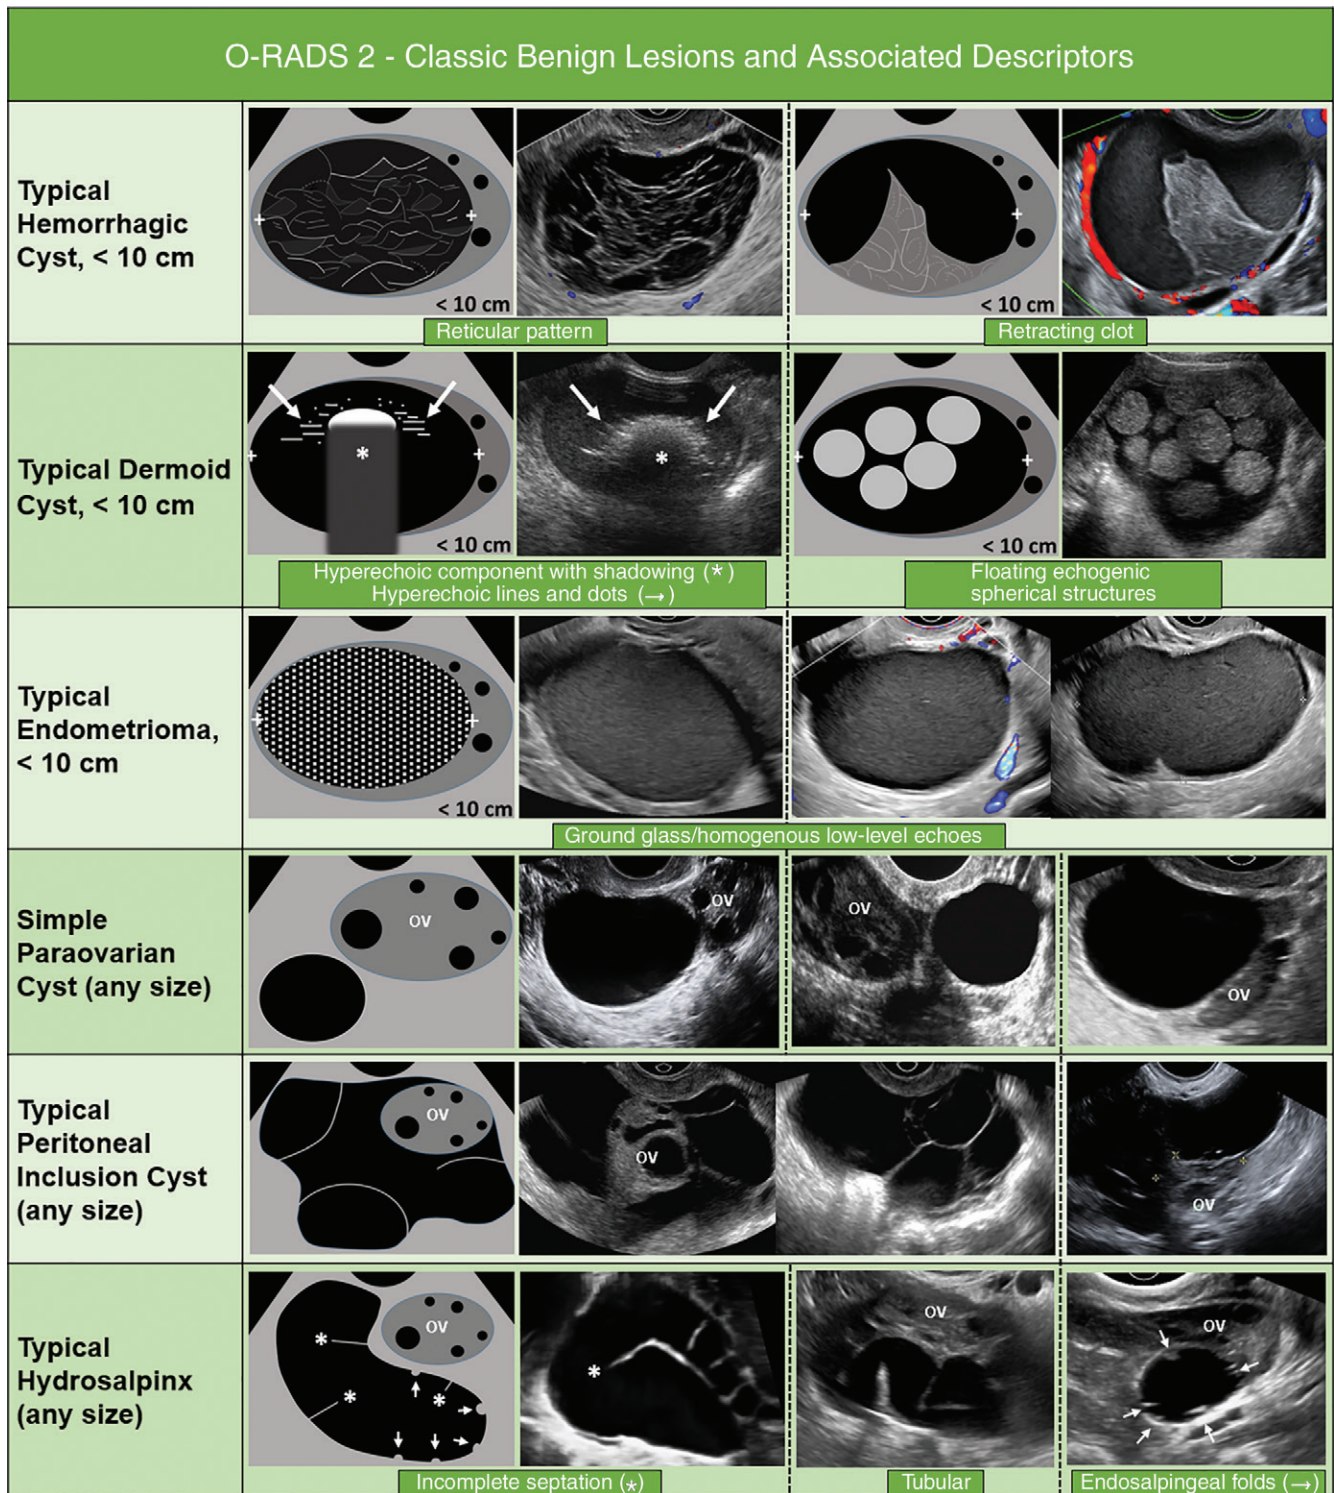 O-RADS 2 - Classic Benign Lesions and Associated Descriptors
Typical
Hemorrhagic
Cyst, < 10 cm
< 10 cm
< 10 cm
Reticular pattern
Retracting clot
Typical Dermoid
Cyst, < 10 cm
*
*
< 10 cm
< 10 cm
Hyperechoic component with shadowing (*)
Hyperechoic lines and dots (→)
Floating echogenic
spherical structures
Typical
Endometrioma,
< 10 cm
< 10 cm
Ground glass/homogenous low-level echoes
Simple
Paraovarian
Cyst (any size)
OV
OV
OV
OV
Typical
Peritoneal
Inclusion Cyst
(any size)
OV
OV
OV
Typical
Hydrosalpinx
(any size)
OV
*
*
*
*
OV
OV
Incomplete septation (*)
Tubular
Endosalpingeal folds (→)